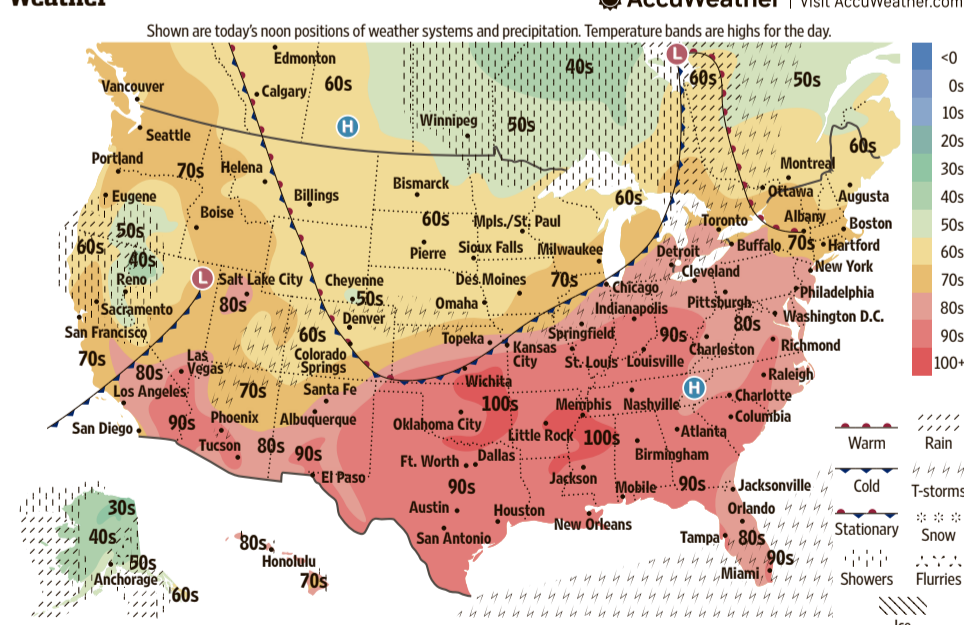 Weather
AccuWeather | Visit AccuWeather.com
Shown are today's noon positions of weather systems and precipitation. Temperature bands are highs for the day.
Edmonton
Calgary
60s
Vancouver
Seattle
Portland
70s
Helena
Eugene
Boise
Billings
H
Winnipeg
40s
50s
L
60s
50s
60s
Montreal
Ottawa
Augusta
Albany
Boston
Toronto
Buffalo
70s
Hartford
Bismarck
60s
Mpls./St. Paul
60s
Pierre
Sioux Falls
Milwaukee
Detroit
Cleveland
New York
50s
60s
40s
Reno
L
Salt Lake City
80s
Cheyenne
50s
Denver
Des Moines
70s
Omaha
Chicago
Indianapolis
Pittsburgh
Philadelphia
Washington D.C.
Sacramento
San Francisco
70s
60s
Colorado
Springs
Topeka
Kansas
City
Springfield
St. Louis
90s
Louisville
80s
Charleston
Richmond
Las
Vegas
80s
Los Angeles
70s
Santa Fe
Wichita
100s
H
Raleigh
Charlotte
Columbia
San Diego
90s
Phoenix
Tucson
Albuquerque
80s
90s
El Paso
Oklahoma City
Memphis
Nashville
Little Rock
100s
Atlanta
Birmingham
Ft. Worth
Dallas
90s
Jackson
Mobile
90s
Jacksonville
Austin
Houston
New Orleans
San Antonio
Orlando
Tampa
80s
90s
Miami
30s
40s
50s
Anchorage
60s
80s
Honolulu
70s
<0
0s
10s
20s
30s
40s
50s
60s
70s
80s
90s
100+
Warm
Rain
Cold
T-storms
Stationary
Snow
Showers
Flurries
Ice